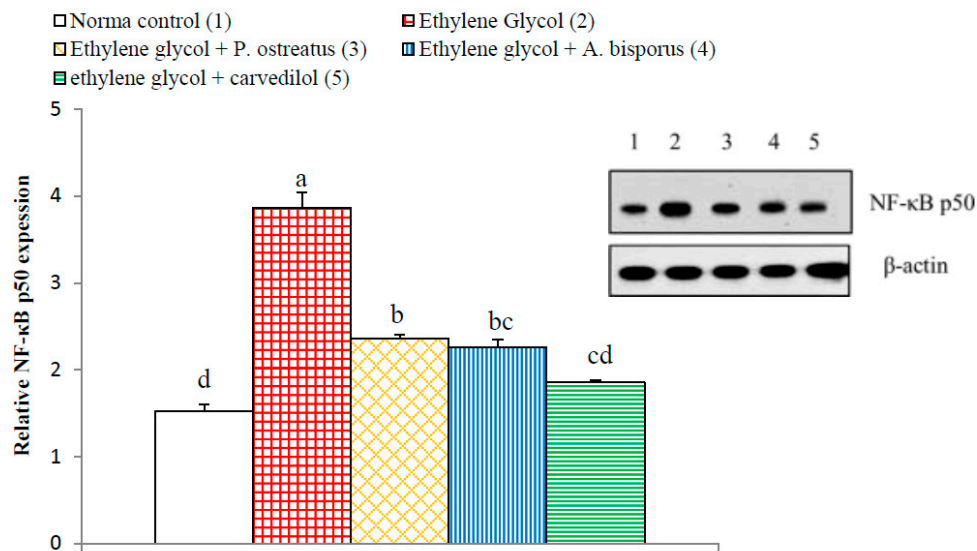 Norma control (1)
Ethylene Glycol (2)
Ethylene glycol + P. ostreatus (3)
Ethylene glycol + A. bisporus (4)
ethylene glycol + carvedilol (5)
Relative NF-κB p50 expession
5
4
3
2
1
0
d
a
b
bc
cd
1 2 3 4 5
NF-κB p50
β-actin